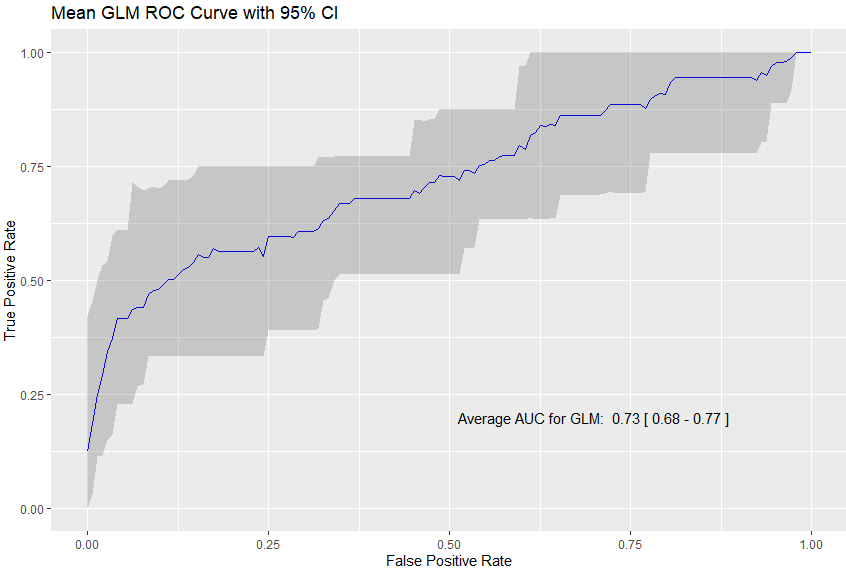 Mean GLM ROC Curve with 95% CI
1.00
0.75
0.50
0.25
0.00
True Positive Rate
Average AUC for GLM: 0.73 [ 0.68 - 0.77 ]
0.00 0.25 0.50 0.75 1.00
False Positive Rate